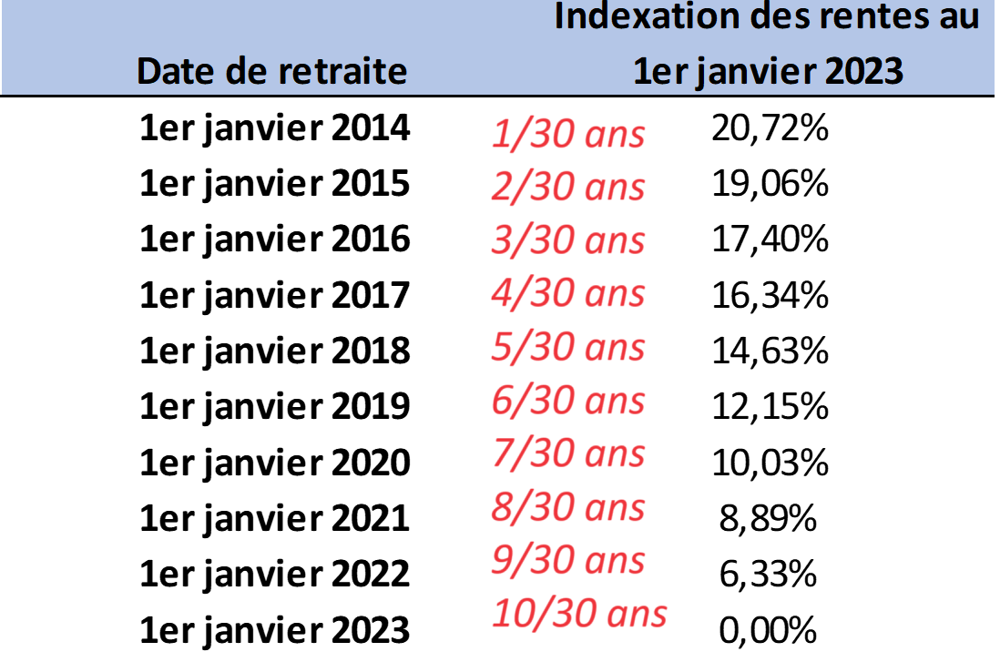 Indexation des rentes au
Date de retraite 1er janvier 2023
1er janvier 2014 1/30 ans 20,72%
1er janvier 2015 2/30 ans 19,06%
1er janvier 2016 3/30 ans 17,40%
1er janvier 2017 4/30 ans 16,34%
1er janvier 2018 5/30 ans 14,63%
1er janvier 2019 6/30 ans 12,15%
1er janvier 2020 7/30 ans 10,03%
1er janvier 2021 8/30 ans 8,89%
1er janvier 2022 9/30 ans 6,33%
1er janvier 2023 10/30 ans 0,00%